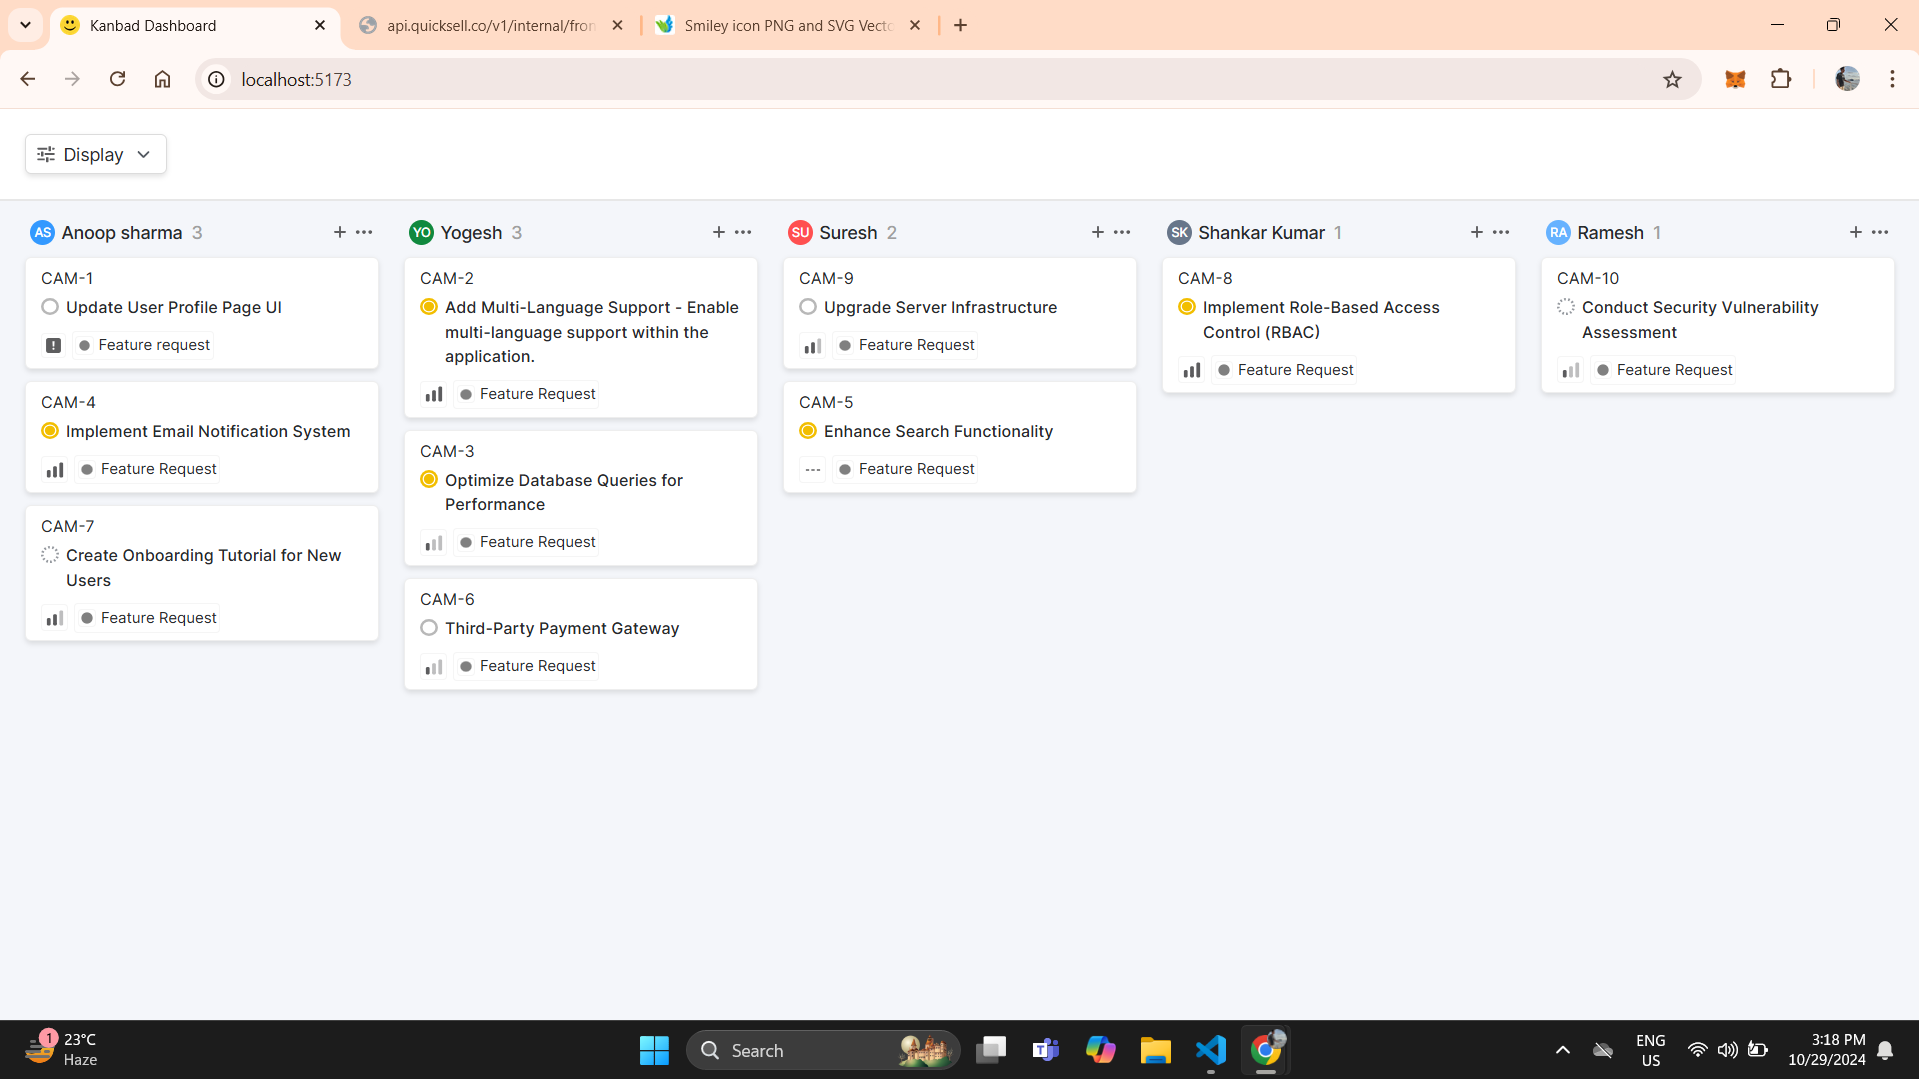 Kanbad Dashboard
api.quicksell.co/v1/internal/fron
Smiley icon PNG and SVG Vecto
localhost:5173
Display
AS Anoop sharma 3
CAM-1
Update User Profile Page UI
Feature request
CAM-4
Implement Email Notification System
Feature Request
CAM-7
Create Onboarding Tutorial for New
Users
Feature Request
YO Yogesh 3
CAM-2
Add Multi-Language Support - Enable
multi-language support within the
application.
Feature Request
CAM-3
Optimize Database Queries for
Performance
Feature Request
CAM-6
Third-Party Payment Gateway
Feature Request
SU Suresh 2
CAM-9
Upgrade Server Infrastructure
Feature Request
CAM-5
Enhance Search Functionality
Feature Request
SK Shankar Kumar 1
CAM-8
Implement Role-Based Access
Control (RBAC)
Feature Request
RA Ramesh 1
CAM-10
Conduct Security Vulnerability
Assessment
Feature Request
1
23°C
Haze
Search
ENG
US
3:18 PM
10/29/2024